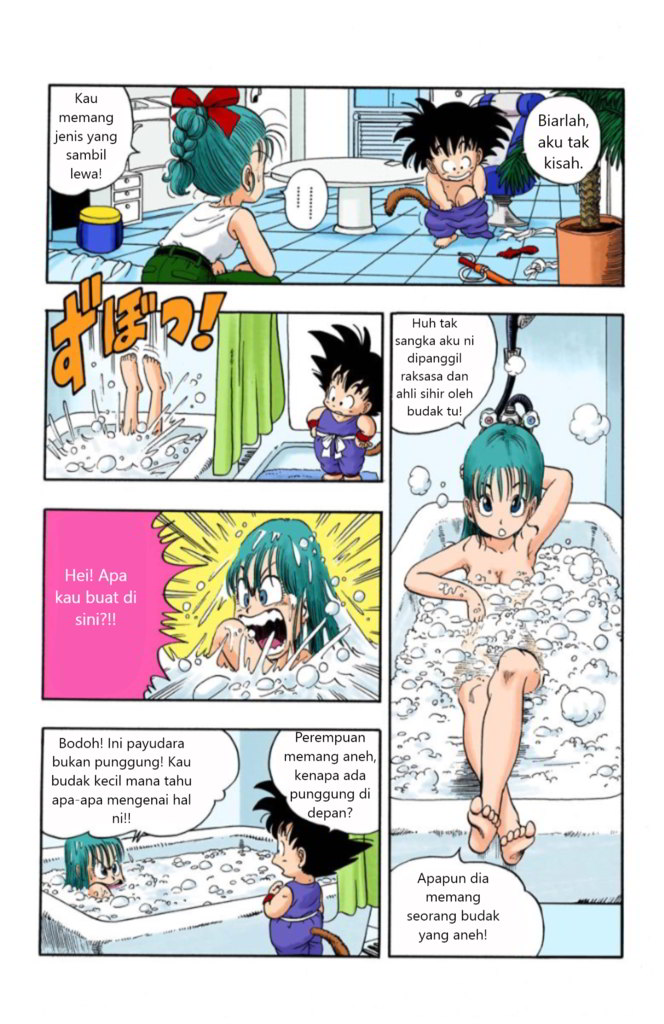 Biarlah,
aku tak
kisah.
......
Kau
memang
jenis yang
sambil
lewa!
Huh tak
sangka aku ni
dipanggil
raksasa dan
ahli sihir oleh
budak tu!
Apapun dia
memang
seorang budak
yang aneh!
ずぼっ!
Hei! Apa
kau buat di
sini?!!
Perempuan
memang aneh,
kenapa ada
punggung di
depan?
Bodoh! Ini payudara
bukan punggung! Kau
budak kecil mana tahu
apa-apa mengenai hal
ni!!